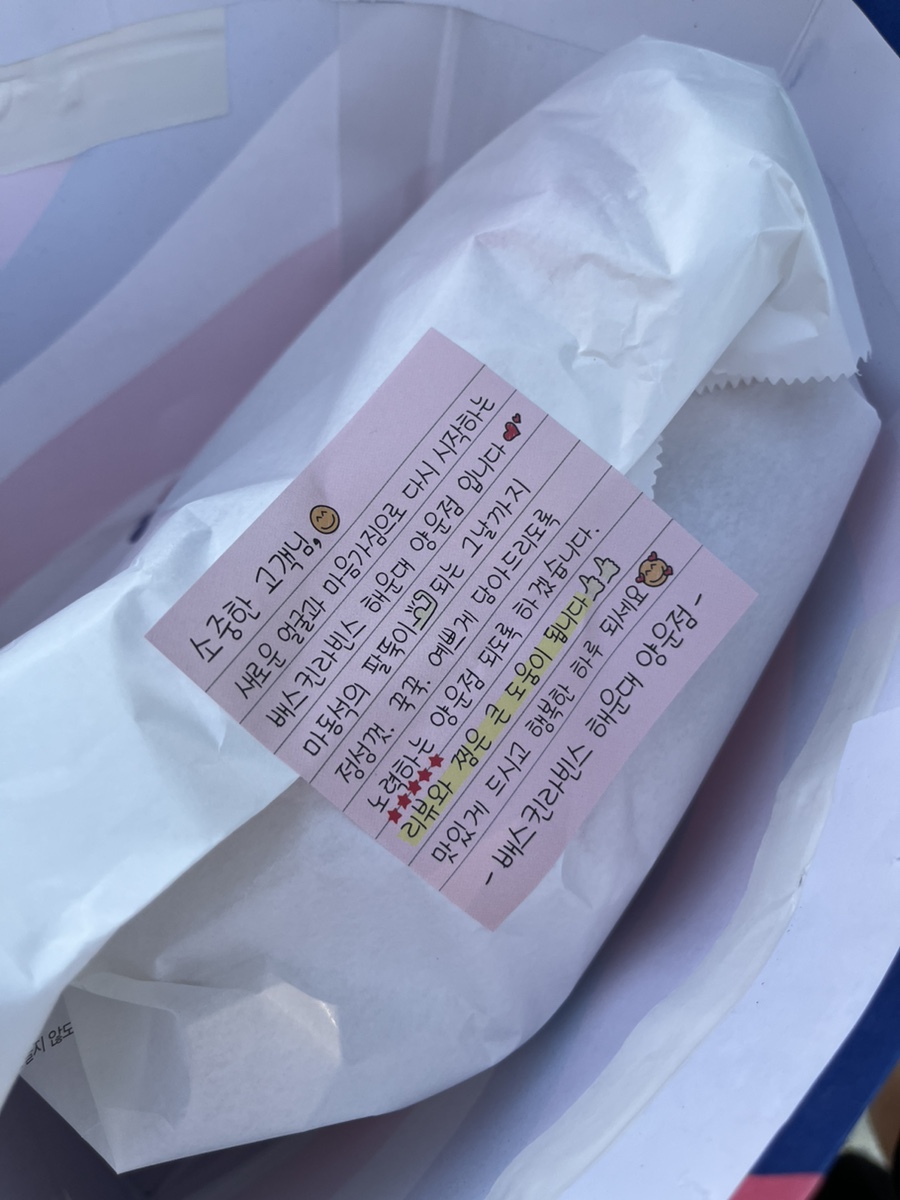 소중한 고객님,
새로운 얼굴과 마음가짐으로 다시 시작하는
배스킨라빈스 해운대 양운점 입니다
마동석의 팔뚝이 되는 그날까지
정성껏. 꾹꾹. 예쁘게 담아드리도록
노력하는 양운점 되도록 하겠습니다.
리뷰와 찜은 큰 도움이 됩니다
맛있게 드시고 행복한 하루 되세요
- 배스킨라빈스 해운대 양운점 -
않도